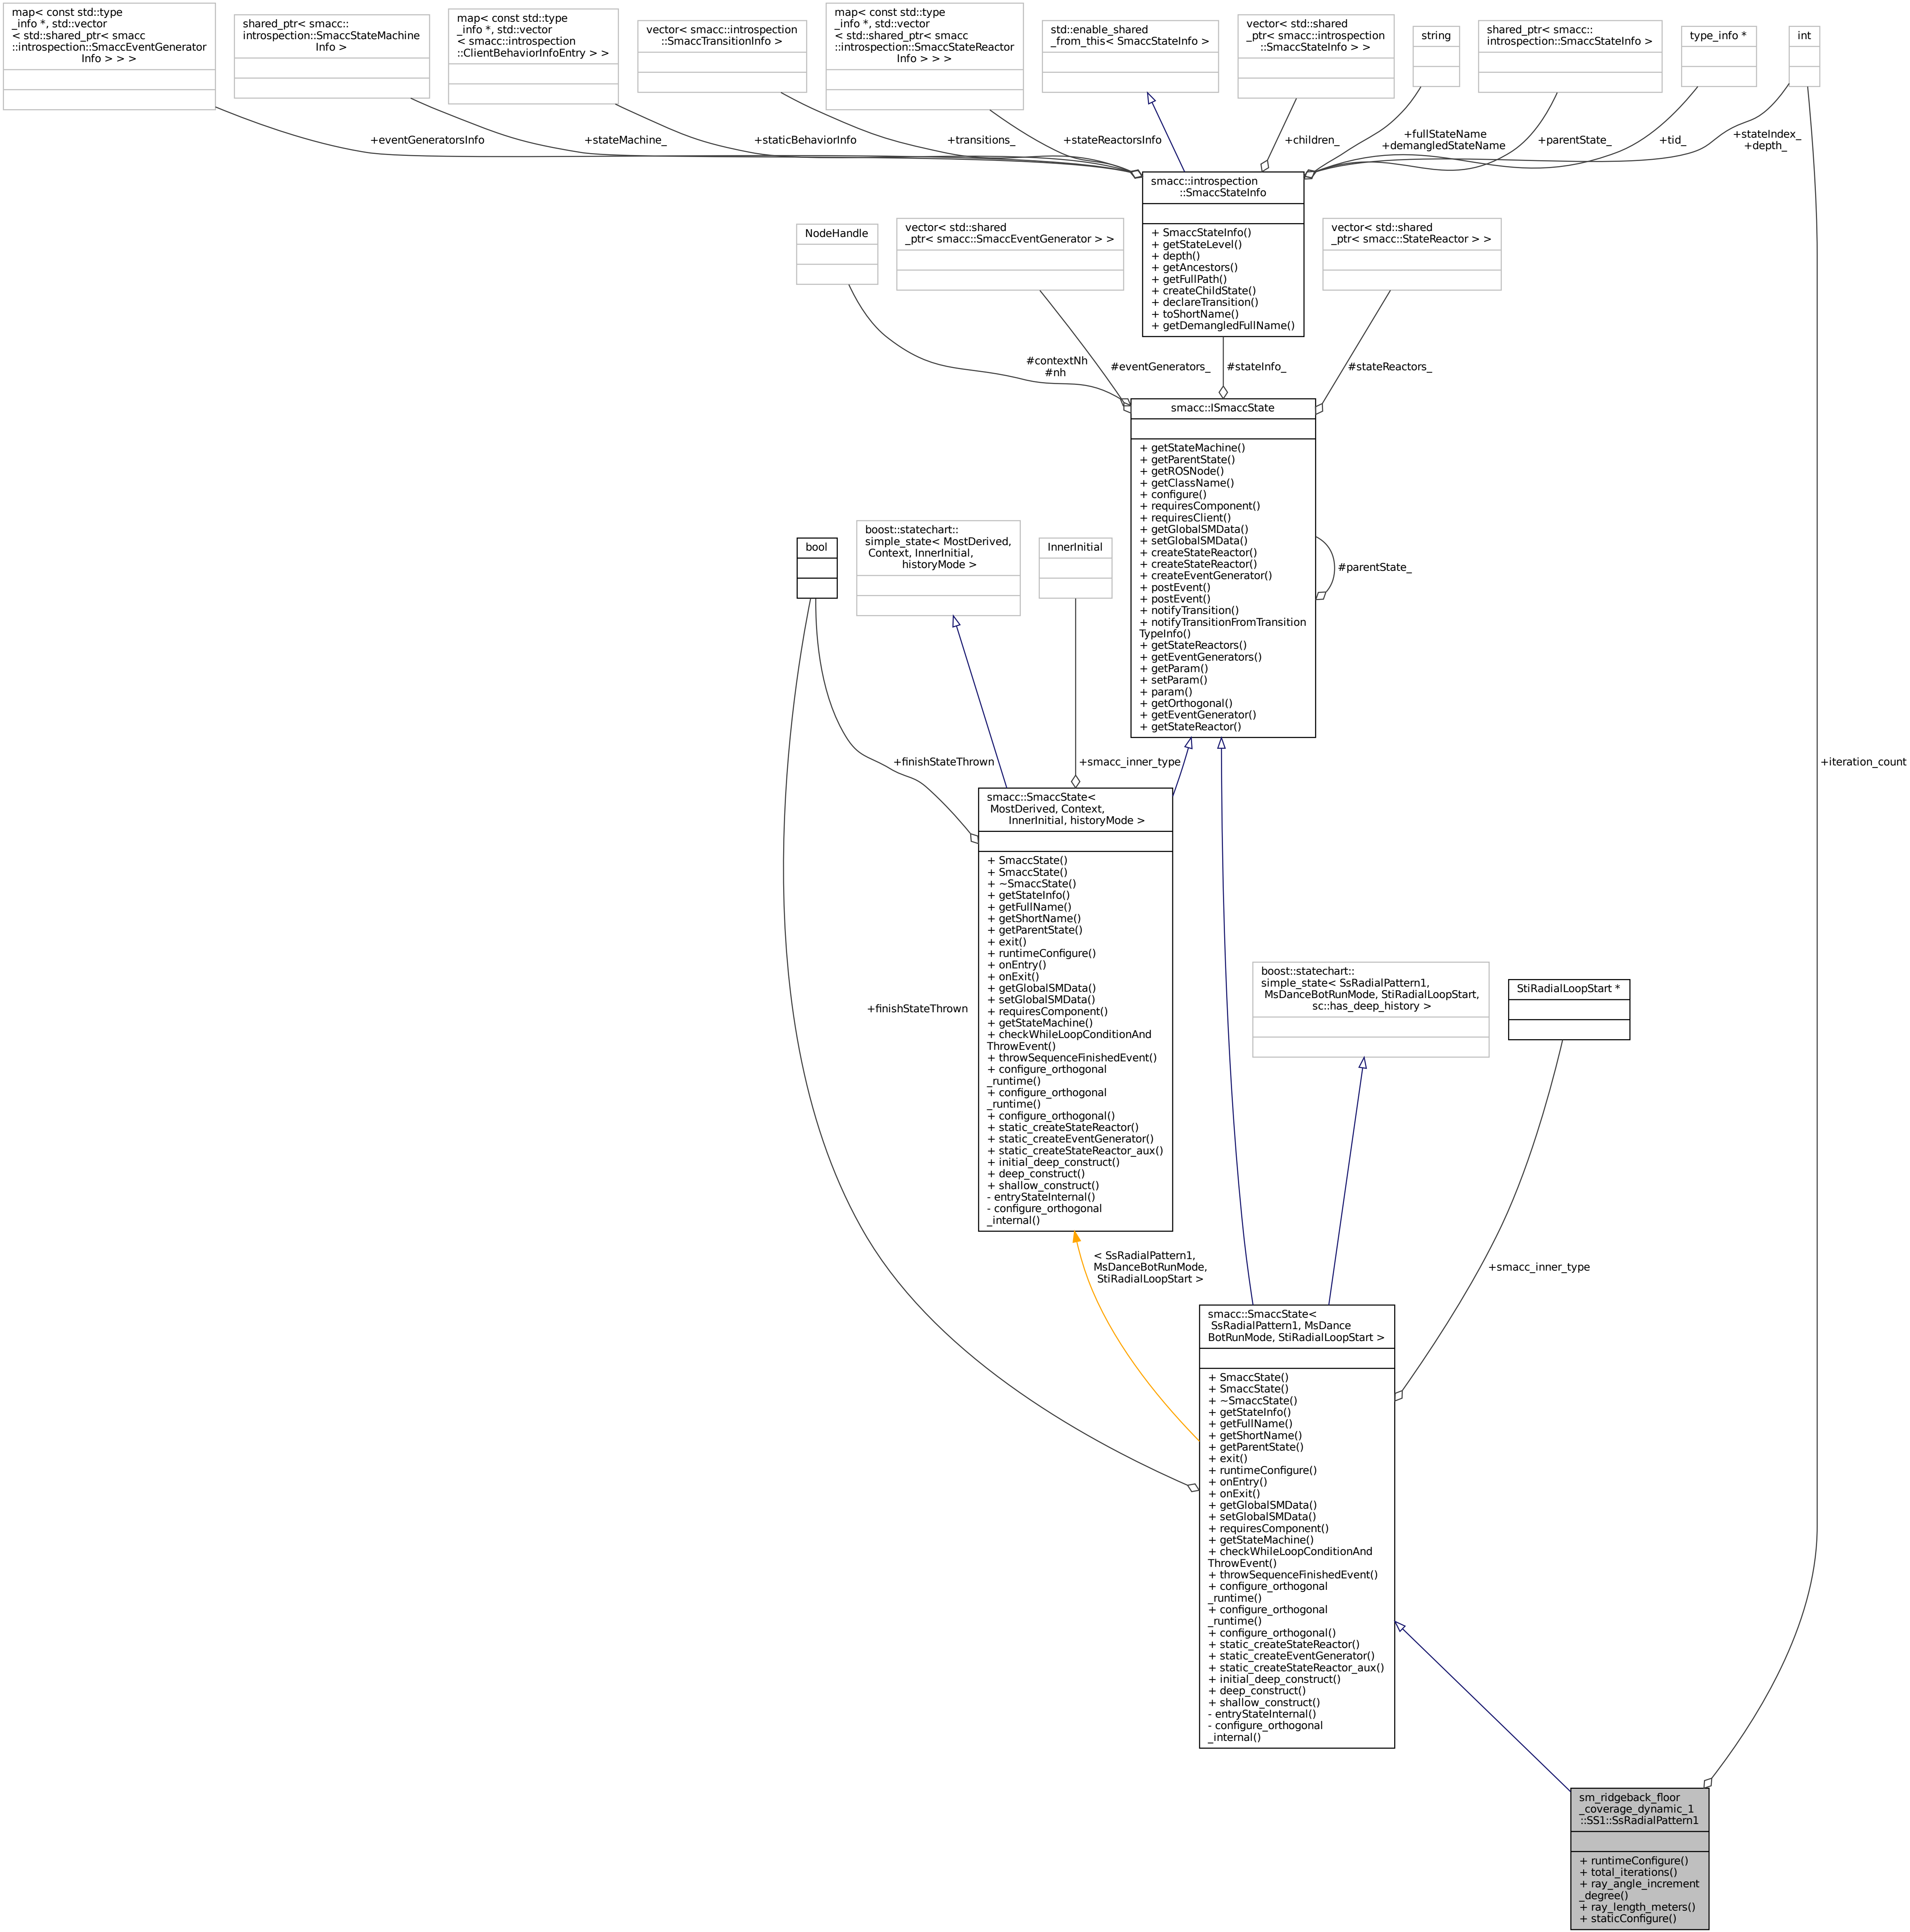 map< const std::type
_info *, std::vector
< std::shared_ptr< smacc
::introspection::SmaccEventGenerator
Info > > >
shared_ptr< smacc::
introspection::SmaccStateMachine
Info >
map< const std::type
_info *, std::vector
< smacc::introspection
::ClientBehaviorInfoEntry > >
vector< smacc::introspection
::SmaccTransitionInfo >
map< const std::type
_info *, std::vector
< std::shared_ptr< smacc
::introspection::SmaccStateReactor
Info > > >
std::enable_shared
_from_this< SmaccStateInfo >
vector< std::shared
_ptr< smacc::introspection
::SmaccStateInfo > >
string
shared_ptr< smacc::
introspection::SmaccStateInfo >
type_info *
int
+eventGeneratorsInfo
+stateMachine_
+staticBehaviorInfo
+transitions_
+stateReactorsInfo
+children_
+fullStateName
+demangledStateName
+parentState_
+tid_
+stateIndex_
+depth_
smacc::introspection
::SmaccStateInfo
+ SmaccStateInfo()
+ getStateLevel()
+ depth()
+ getAncestors()
+ getFullPath()
+ createChildState()
+ declareTransition()
+ toShortName()
+ getDemangledFullName()
NodeHandle
vector< std::shared
_ptr< smacc::SmaccEventGenerator > >
vector< std::shared
_ptr< smacc::StateReactor > >
#contextNh
#nh
#eventGenerators_
#stateInfo_
#stateReactors_
smacc::ISmaccState
+ getStateMachine()
+ getParentState()
+ getROSNode()
+ getClassName()
+ configure()
+ requiresComponent()
+ requiresClient()
+ getGlobalSMData()
+ setGlobalSMData()
+ createStateReactor()
+ createStateReactor()
+ createEventGenerator()
+ postEvent()
+ postEvent()
+ notifyTransition()
+ notifyTransitionFromTransition
TypeInfo()
+ getStateReactors()
+ getEventGenerators()
+ getParam()
+ setParam()
+ param()
+ getOrthogonal()
+ getEventGenerator()
+ getStateReactor()
#parentState_
bool
boost::statechart::
simple_state< MostDerived,
Context, InnerInitial,
historyMode >
InnerInitial
+finishStateThrown
+smacc_inner_type
+iteration_count
smacc::SmaccState<
MostDerived, Context,
InnerInitial, historyMode >
+ SmaccState()
+ SmaccState()
+ ~SmaccState()
+ getStateInfo()
+ getFullName()
+ getShortName()
+ getParentState()
+ exit()
+ runtimeConfigure()
+ onEntry()
+ onExit()
+ getGlobalSMData()
+ setGlobalSMData()
+ requiresComponent()
+ getStateMachine()
+ checkWhileLoopConditionAnd
ThrowEvent()
+ throwSequenceFinishedEvent()
+ configure_orthogonal
_runtime()
+ configure_orthogonal
_runtime()
+ configure_orthogonal()
+ static_createStateReactor()
+ static_createEventGenerator()
+ static_createStateReactor_aux()
+ initial_deep_construct()
+ deep_construct()
+ shallow_construct()
- entryStateInternal()
- configure_orthogonal
_internal()
+finishStateThrown
boost::statechart::
simple_state< SsRadialPattern1,
MsDanceBotRunMode, StiRadialLoopStart,
sc::has_deep_history >
StiRadialLoopStart *
< SsRadialPattern1,
MsDanceBotRunMode,
StiRadialLoopStart >
+smacc_inner_type
smacc::SmaccState<
SsRadialPattern1, MsDance
BotRunMode, StiRadialLoopStart >
+ SmaccState()
+ SmaccState()
+ ~SmaccState()
+ getStateInfo()
+ getFullName()
+ getShortName()
+ getParentState()
+ exit()
+ runtimeConfigure()
+ onEntry()
+ onExit()
+ getGlobalSMData()
+ setGlobalSMData()
+ requiresComponent()
+ getStateMachine()
+ checkWhileLoopConditionAnd
ThrowEvent()
+ throwSequenceFinishedEvent()
+ configure_orthogonal
_runtime()
+ configure_orthogonal
_runtime()
+ configure_orthogonal()
+ static_createStateReactor()
+ static_createEventGenerator()
+ static_createStateReactor_aux()
+ initial_deep_construct()
+ deep_construct()
+ shallow_construct()
- entryStateInternal()
- configure_orthogonal
_internal()
sm_ridgeback_floor
_coverage_dynamic_1
::SS1::SsRadialPattern1
+ runtimeConfigure()
+ total_iterations()
+ ray_angle_increment
_degree()
+ ray_length_meters()
+ staticConfigure()